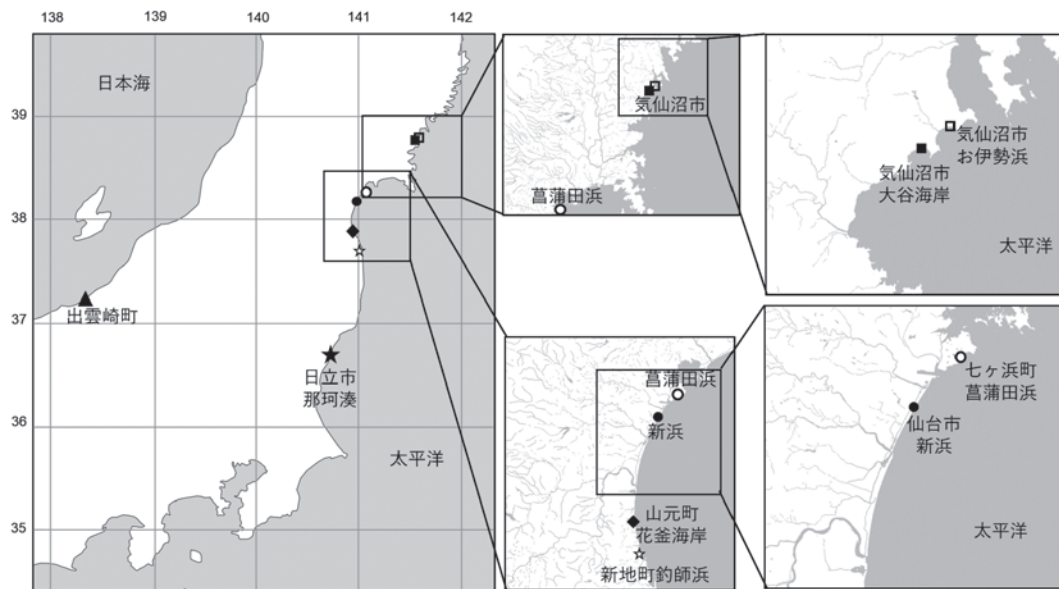 138
139
140
141
142
39
38
37
36
35
日本海
出雲崎町
日立市
那珂湊
太平洋
気仙沼市
菖蒲田浜
気仙沼市
お伊勢浜
気仙沼市
大谷海岸
太平洋
菖蒲田浜
新浜
山元町
花釜海岸
新地町釣師浜
七ヶ浜町
菖蒲田浜
仙台市
新浜
太平洋